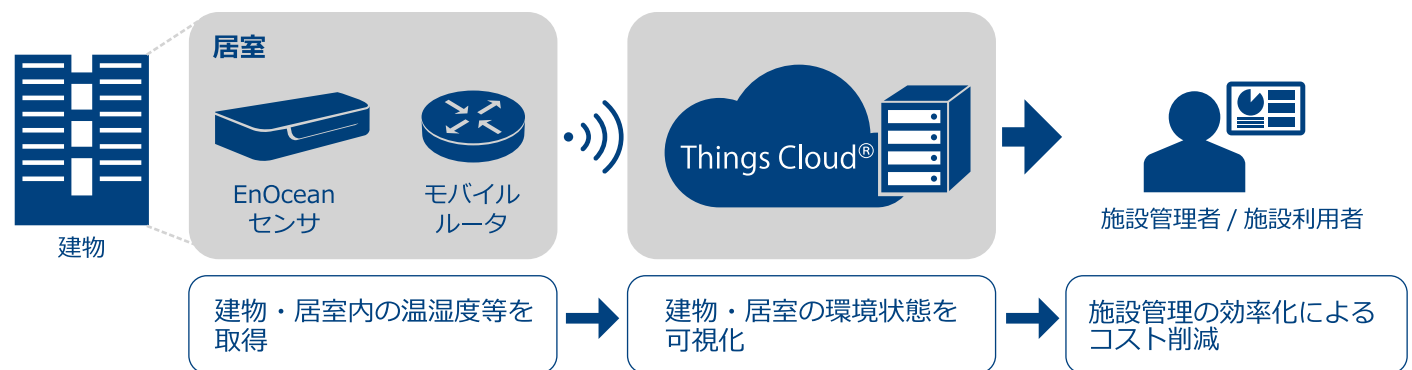 居室
EnOcean
センサ
モバイル
ルータ
建物
Things Cloud®
施設管理者 / 施設利用者
建物・居室内の温湿度等を
取得
建物・居室の環境状態を
可視化
施設管理の効率化による
コスト削減